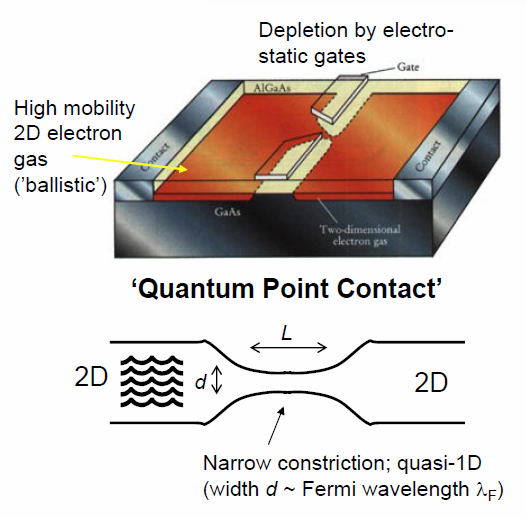 Depletion by electro-
static gates
Gate
AlGaAs
High mobility
2D electron
gas
('ballistic')
Contact
Contact
GaAs
Two-dimensional
electron gas
‘Quantum Point Contact’
L
2D
d
2D
Narrow constriction; quasi-1D
(width d ~ Fermi wavelength λF)